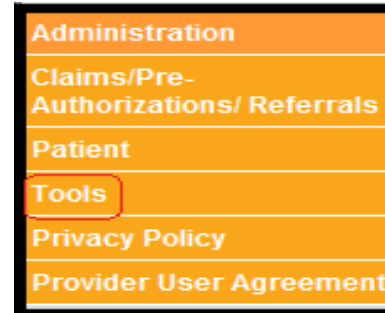 Administration
Claims/Pre-
Authorizations/ Referrals
Patient
Tools
Privacy Policy
Provider User Agreement